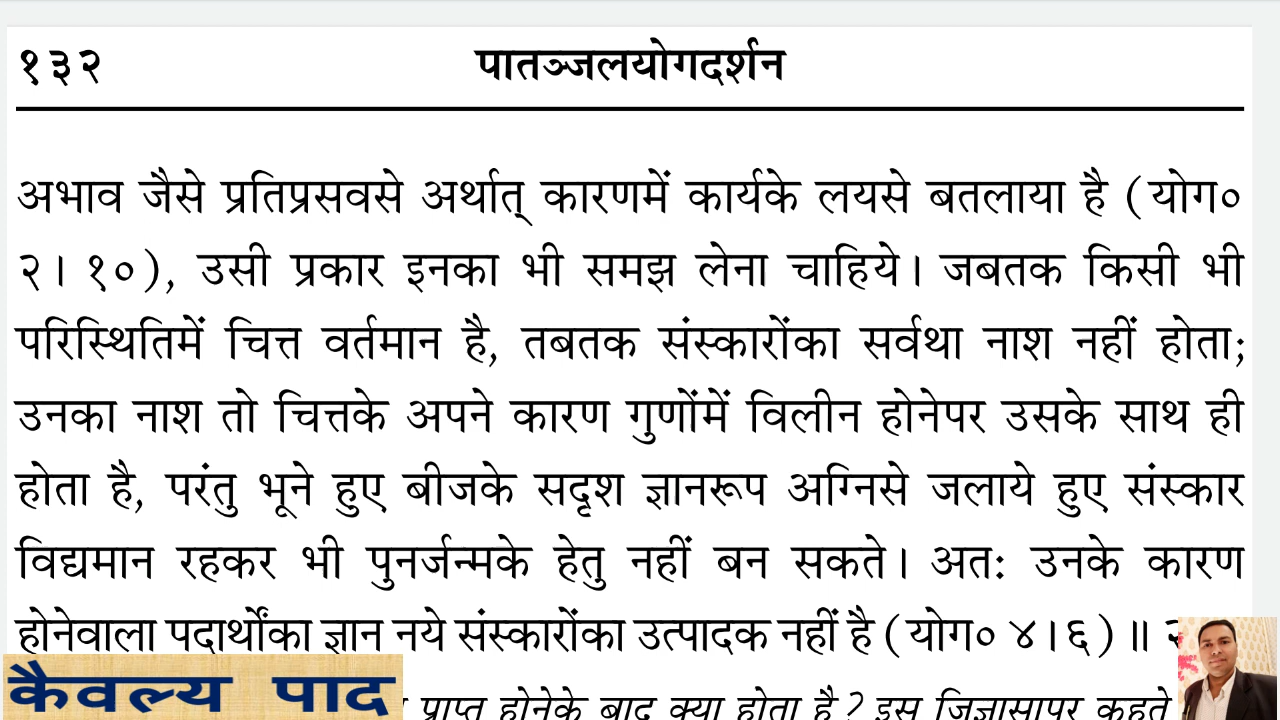 १३२ पातञ्जलयोगदर्शन
अभाव जैसे प्रतिप्रसवसे अर्थात् कारणमें कार्यके लयसे बतलाया है (योग०
२। १०), उसी प्रकार इनका भी समझ लेना चाहिये। जबतक किसी भी
परिस्थितिमें चित्त वर्तमान है, तबतक संस्कारोंका सर्वथा नाश नहीं होता;
उनका नाश तो चित्तके अपने कारण गुणोंमें विलीन होनेपर उसके साथ ही
होता है, परंतु भूने हुए बीजके सदृश ज्ञानरूप अग्निसे जलाये हुए संस्कार
विद्यमान रहकर भी पुनर्जन्मके हेतु नहीं बन सकते। अतः उनके कारण
होनेवाला पदार्थोंका ज्ञान नये संस्कारोंका उत्पादक नहीं है (योग० ४।६) ॥
कैवल्य पाद
प्राप्त होनेके बाद क्या होता है? इस जिज्ञासापर कहते